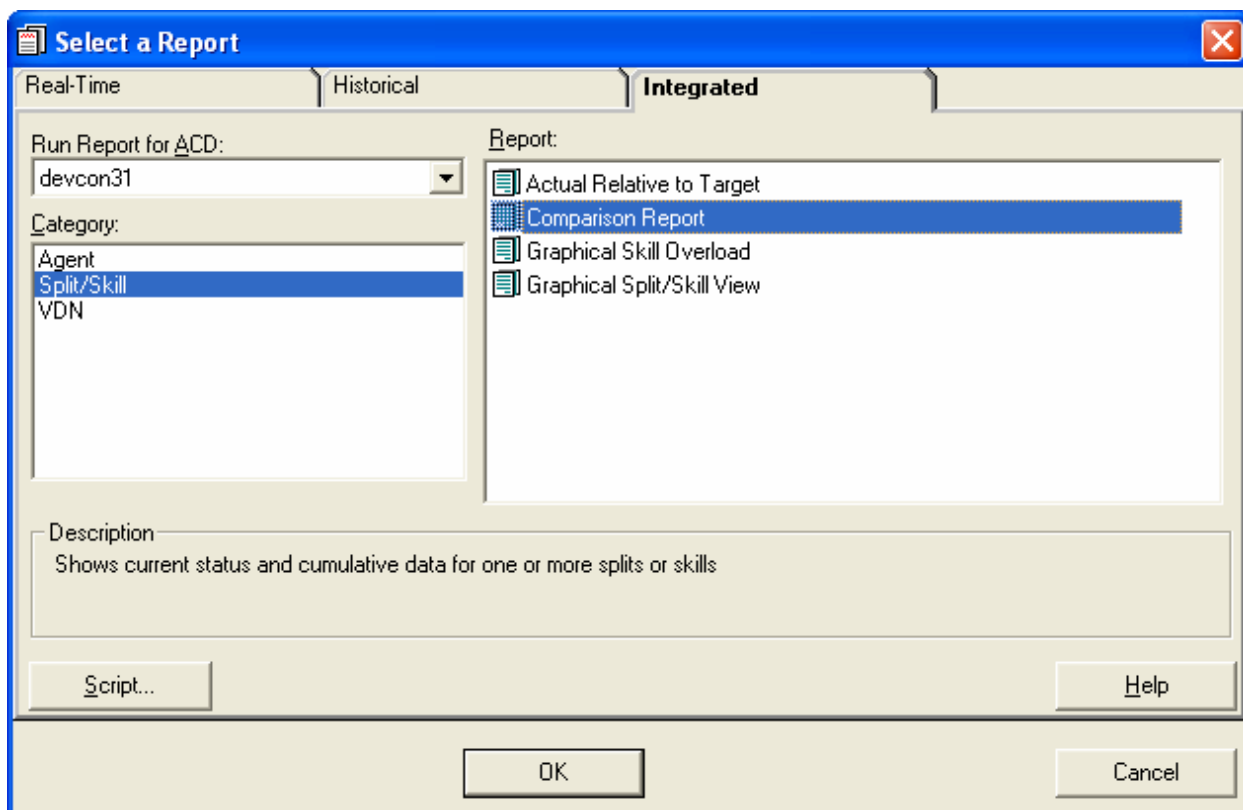 Select a Report
Real-Time
Historical
Integrated
Run Report for ACD:
devcon31
Category:
Agent
Split/Skill
VDN
Report:
Actual Relative to Target
Comparison Report
Graphical Skill Overload
Graphical Split/Skill View
Description
Shows current status and cumulative data for one or more splits or skills
Script...
Help
OK
Cancel